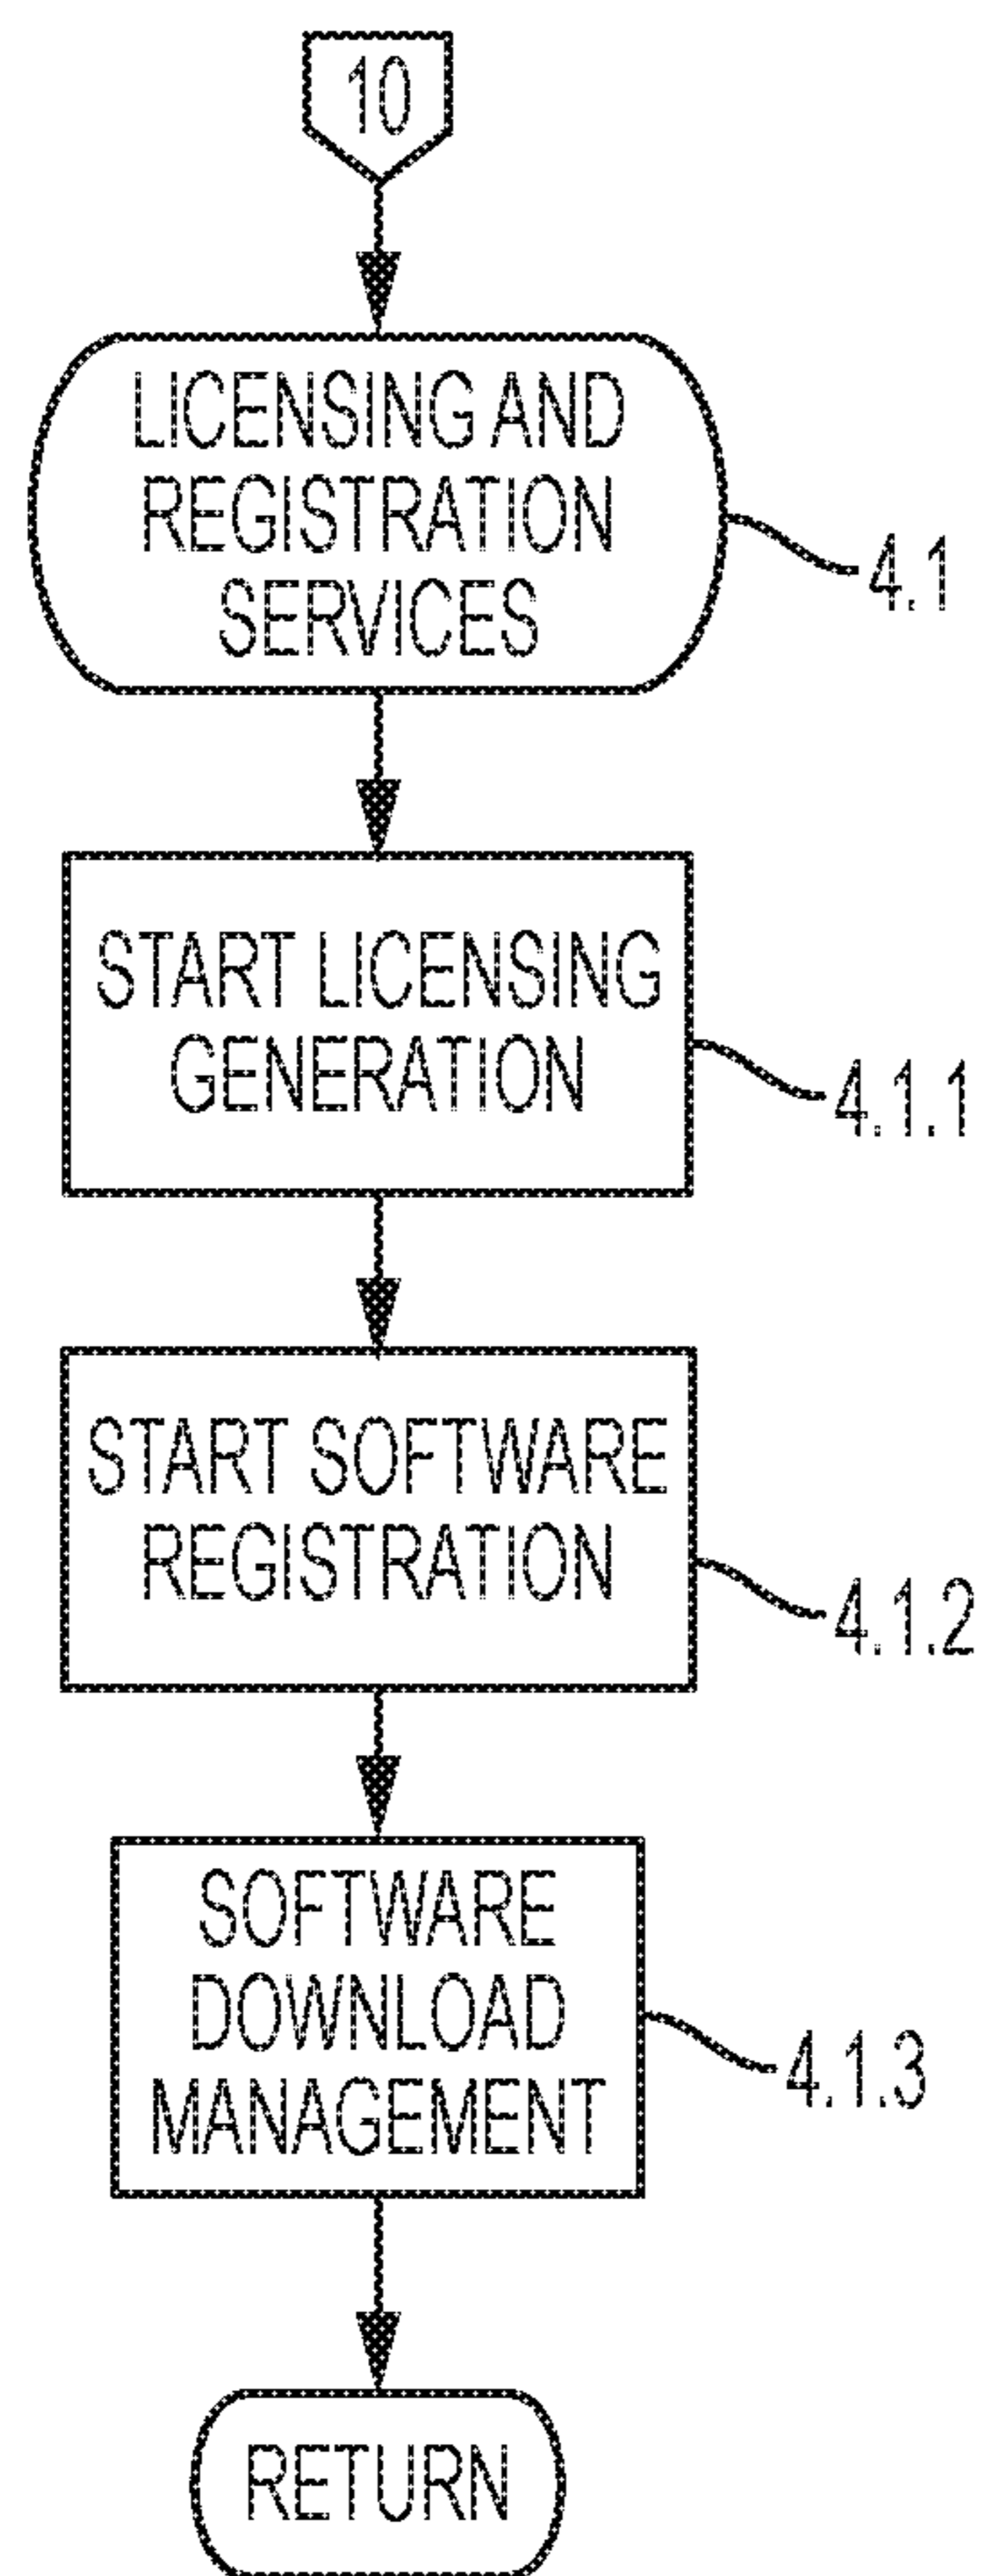 10
LICENSING AND
REGISTRATION
SERVICES
4.1
START LICENSING
GENERATION
4.1.1
START SOFTWARE
REGISTRATION
4.1.2
SOFTWARE
DOWNLOAD
MANAGEMENT
4.1.3
RETURN